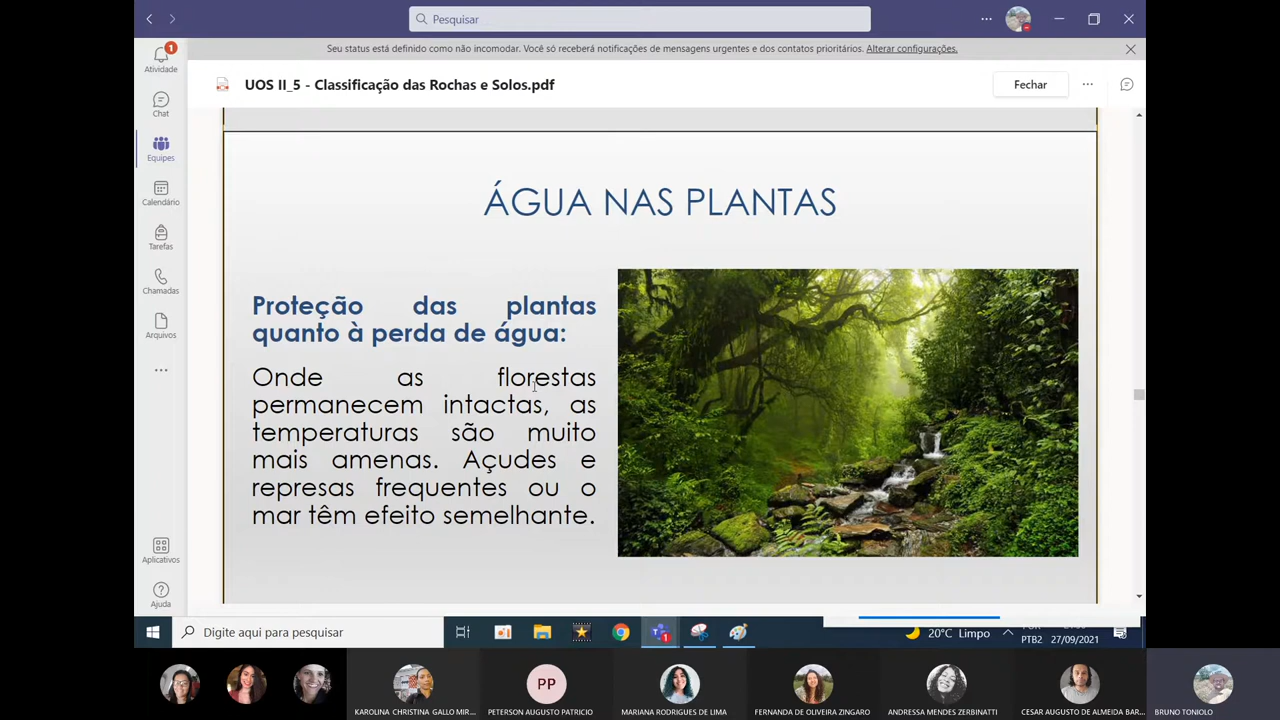 Pesquisar
Seu status está definido como não incomodar. Você só receberá notificações de mensagens urgentes e dos contatos prioritários. Alterar configurações.
1
Atividade
Chat
Equipes
Calendário
Tarefas
Chamadas
Arquivos
Aplicativos
Ajuda
UOS II_5 - Classificação das Rochas e Solos.pdf
Fechar
ÁGUA NAS PLANTAS
Proteção das plantas
quanto à perda de água:
Onde as florestas
permanecem intactas, as
temperaturas são muito
mais amenas. Açudes e
represas frequentes ou o
mar têm efeito semelhante.
Digite aqui para pesquisar
1
20°C Limpo
PTB2
27/09/2021
KAROLINA CHRISTINA GALLO MIR...
PP
PETERSON AUGUSTO PATRICIO
MARIANA RODRIGUES DE LIMA
FERNANDA DE OLIVEIRA ZINGARO
ANDRESSA MENDES ZERBINATTI
CESAR AUGUSTO DE ALMEIDA BAR...
BRUNO TONIOLO